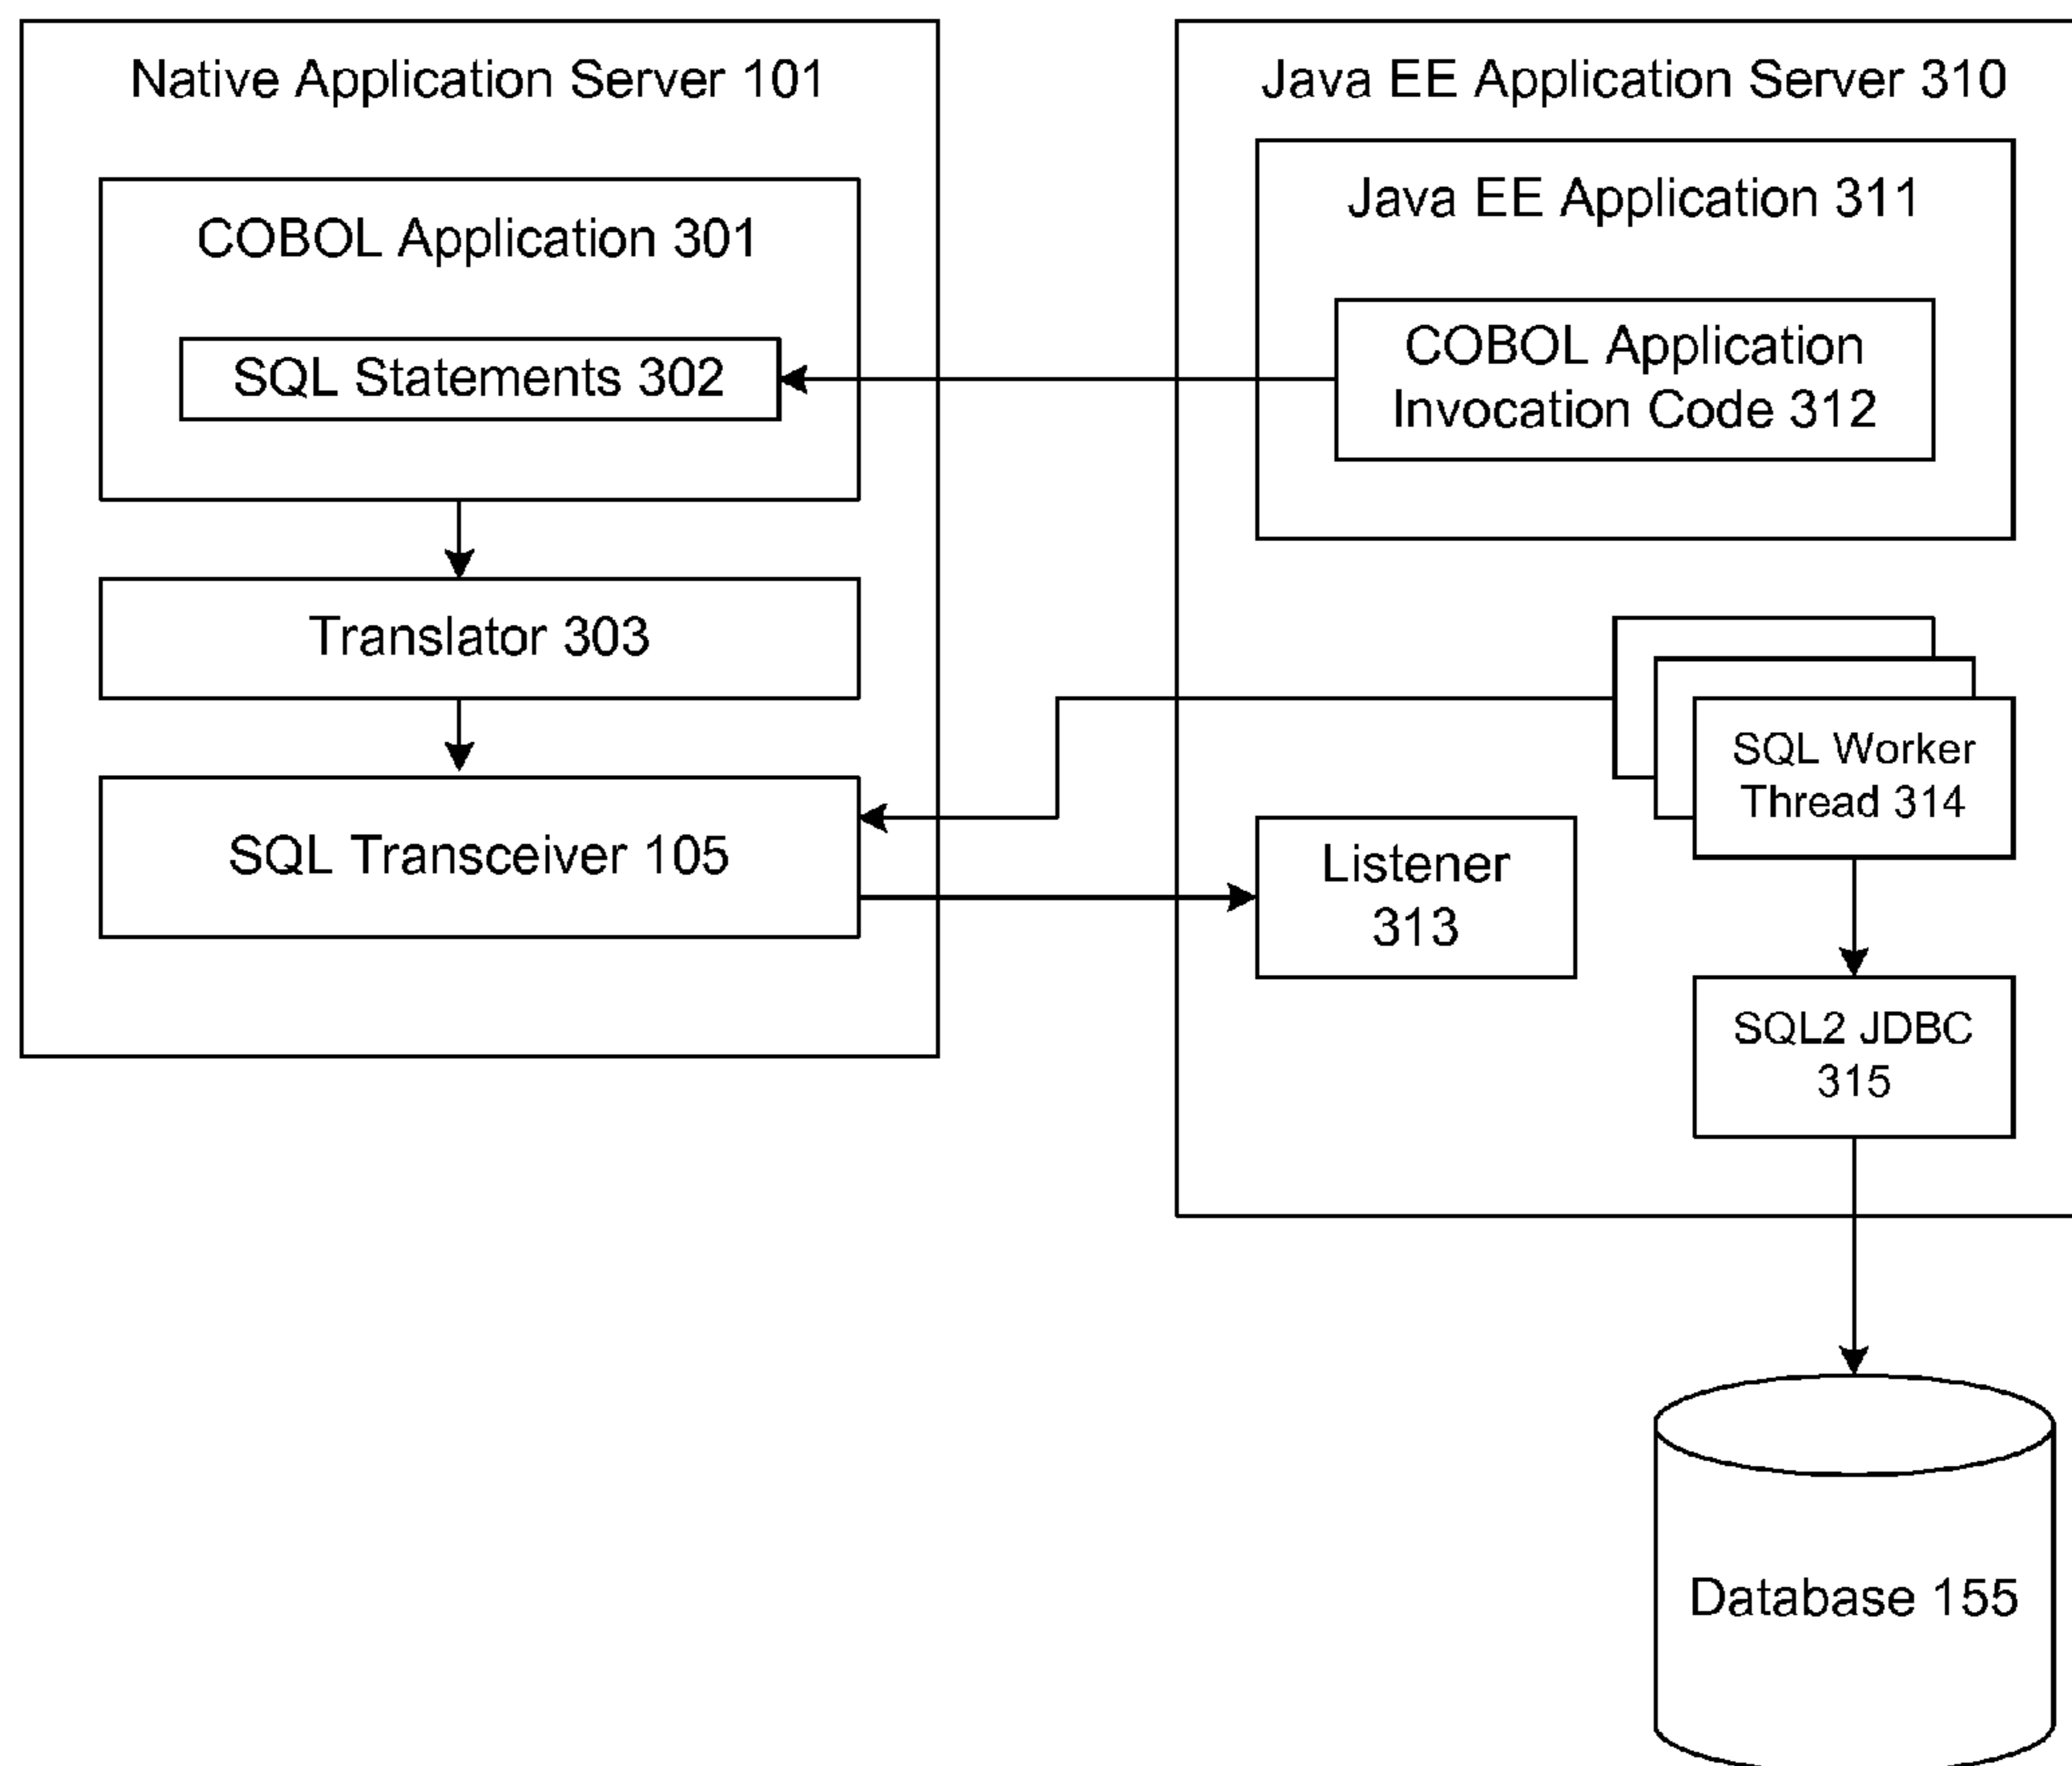 Native Application Server 101
COBOL Application 301
SQL Statements 302
Translator 303
SQL Transceiver 105
Java EE Application Server 310
Java EE Application 311
COBOL Application
Invocation Code 312
SQL Worker
Thread 314
Listener
313
SQL2 JDBC
315
Database 155